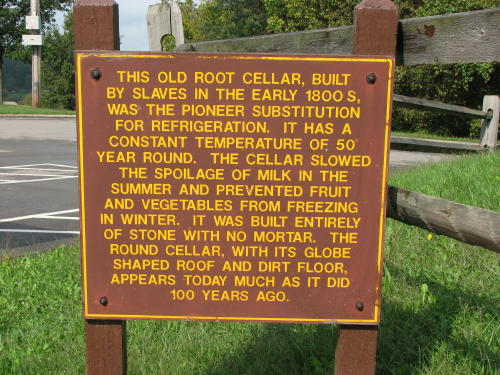 THIS OLD ROOT CELLAR, BUILT
BY SLAVES IN THE EARLY 1800 S,
WAS THE PIONEER SUBSTITUTION
FOR REFRIGERATION. IT HAS A
CONSTANT TEMPERATURE OF 50°
YEAR ROUND. THE CELLAR SLOWED
THE SPOILAGE OF MILK IN THE
SUMMER AND PREVENTED FRUIT
AND VEGETABLES FROM FREEZING
IN WINTER. IT WAS BUILT ENTIRELY
OF STONE WITH NO MORTAR. THE
ROUND CELLAR, WITH ITS GLOBE
SHAPED ROOF AND DIRT FLOOR,
APPEARS TODAY MUCH AS IT DID
100 YEARS AGO.